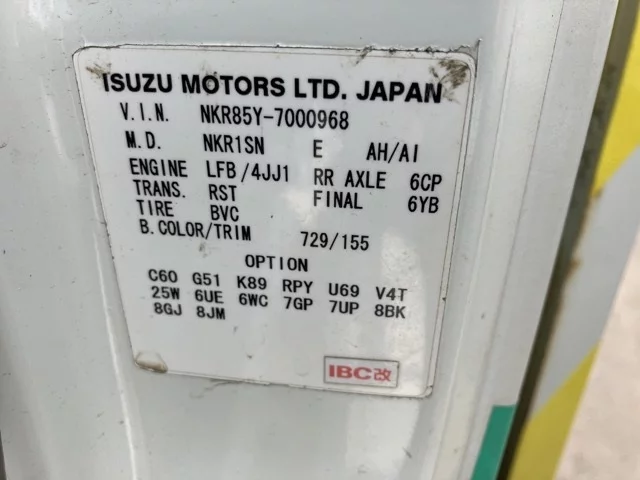 ISUZU MOTORS LTD. JAPAN
V.I.N. NKR85Y-7000968
M.D. NKR1SN E AH/AI
ENGINE LFB/4JJ1 RR AXLE 6CP
TRANS. RST FINAL 6YB
TIRE BVC
B.COLOR/TRIM 729/155
OPTION
C60 G51 K89 RPY U69 V4T
25W 6UE 6WC 7GP 7UP 8BK
8GJ 8JM
IBC改